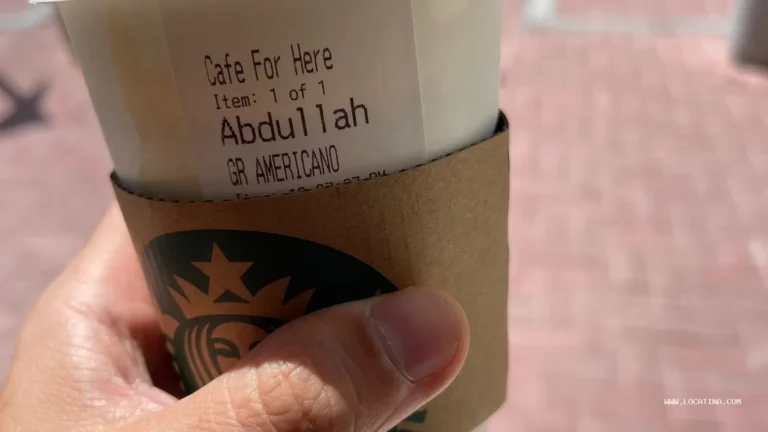 Cafe For Here
Item: 1 of 1
Abdullah
GR AMERICANO
WWW.LOCATINA.COM